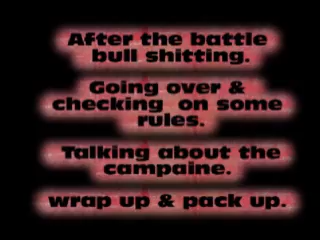 After the battle
bull shitting.
Going over &
checking on some
rules.
Talking about the
campaine.
wrap up & pack up.